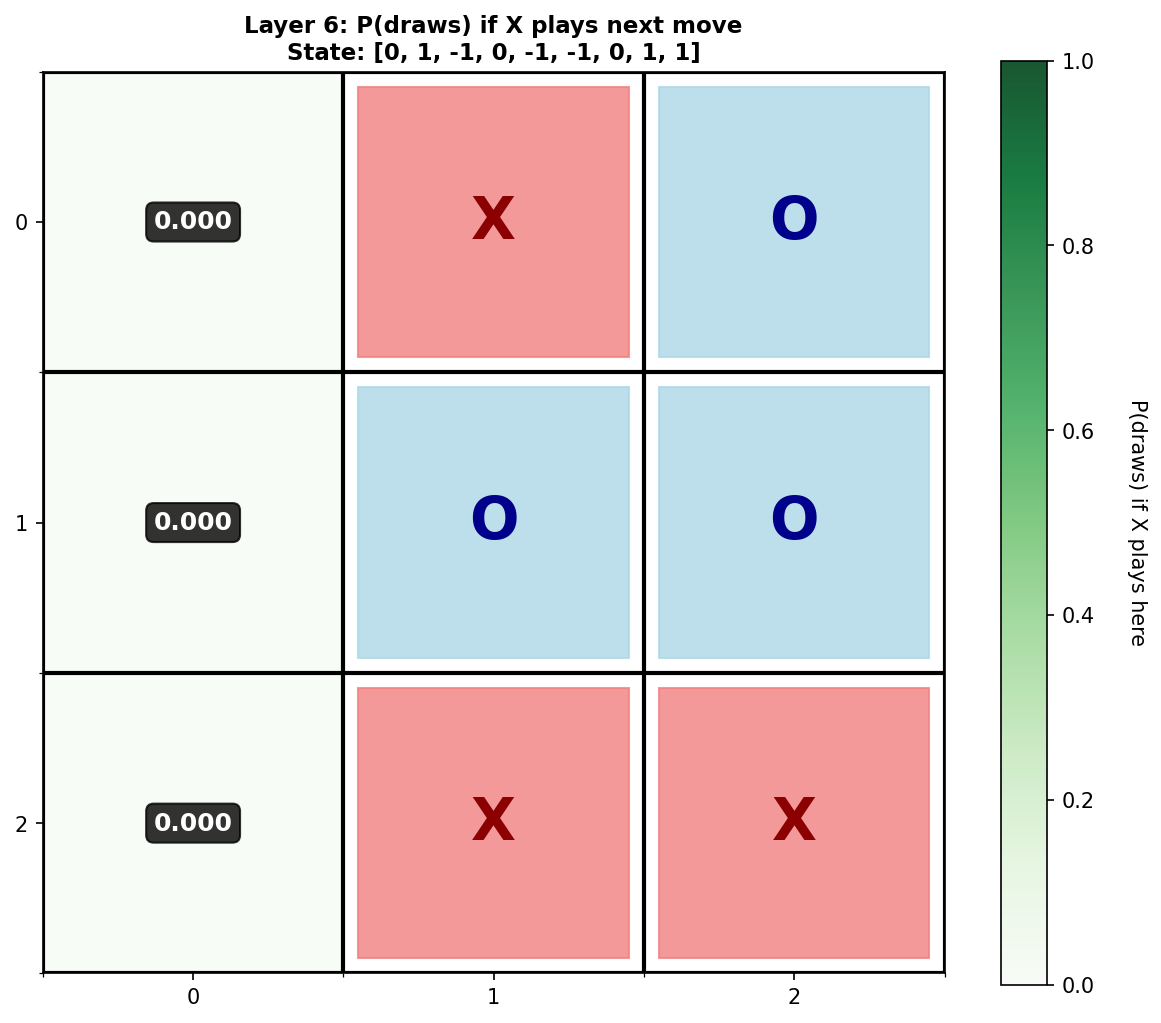 Layer 6: P(draws) if X plays next move
State: [0, 1, -1, 0, -1, -1, 0, 1, 1]
0 0.000 X O
1 0.000 O O
2 0.000 X X
0 1 2
1.0
0.8
0.6
0.4
0.2
0.0
P(draws) if X plays here